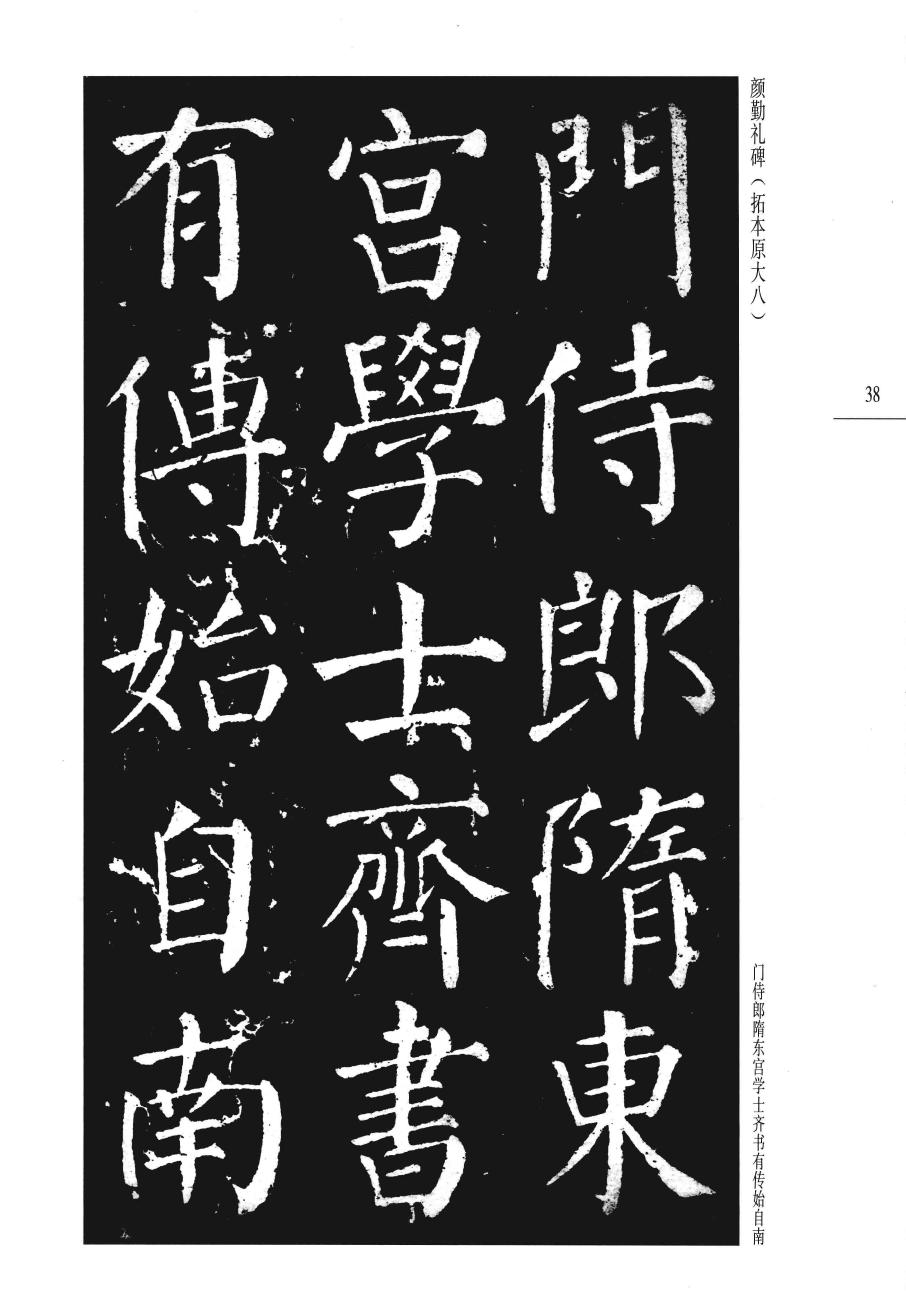 颜勤礼碑（拓本原大八）
38
門侍郎隋東
宫學士齊書
有傳始自南
门侍郎隋东宫学士齐书有传始自南